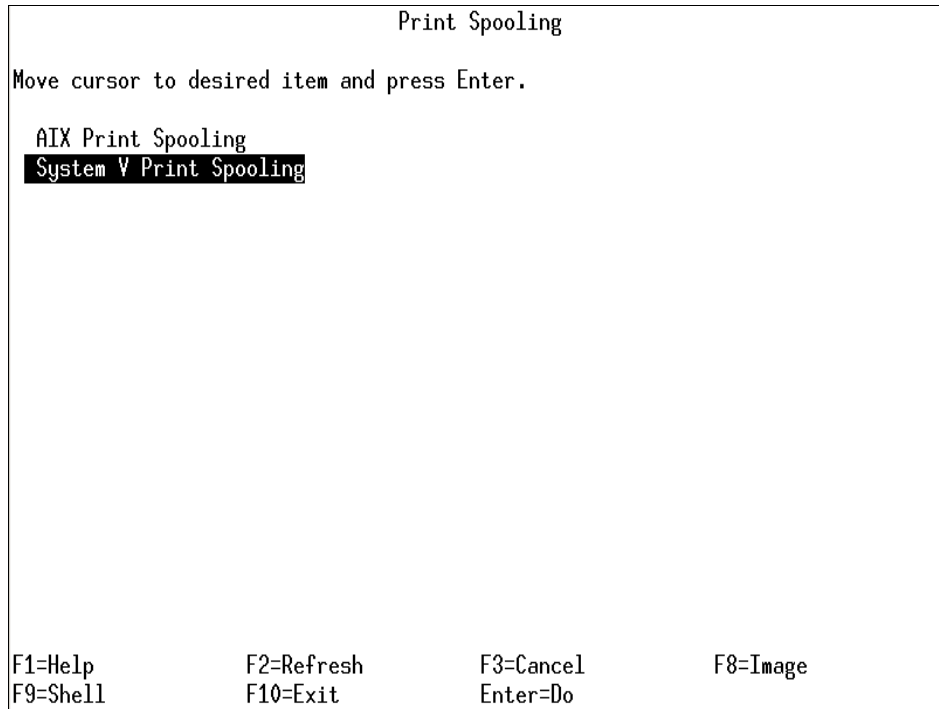 Print Spooling
Move cursor to desired item and press Enter.
AIX Print Spooling
System V Print Spooling
F1=Help F2=Refresh F3=Cancel F8=Image
F9=Shell F10=Exit Enter=Do